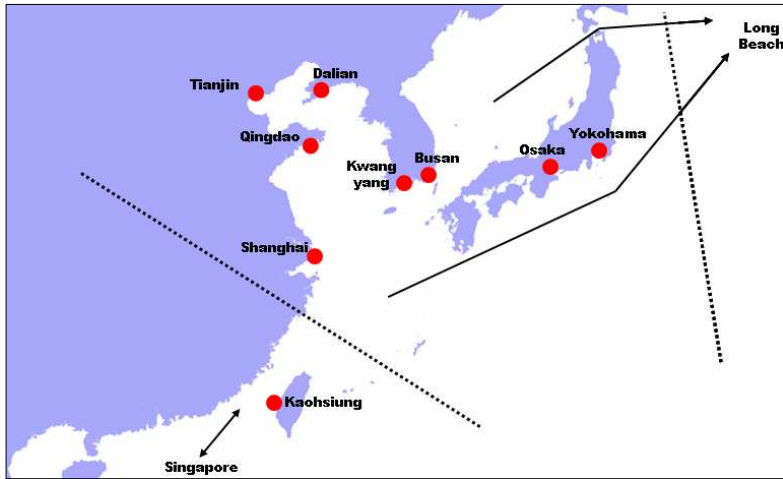 Long
Beach
Dalian
Tianjin
Qingdao
Yokohama
Osaka
Busan
Kwang
yang
Shanghai
Kaohsiung
Singapore